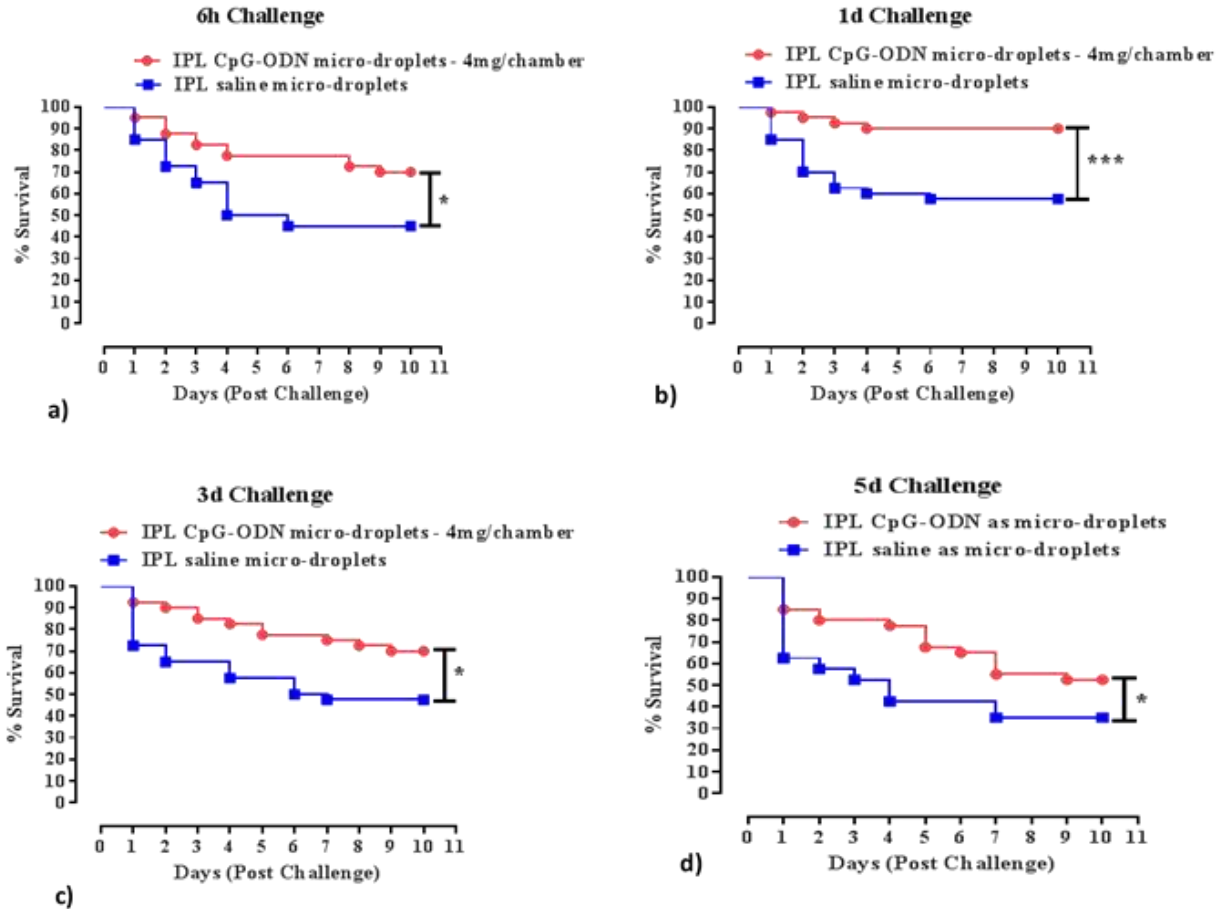 6h Challenge
IPL CpG-ODN micro-droplets - 4mg/chamber
IPL saline micro-droplets
100
90
80
70
60
50
40
30
20
10
0
% Survival
*
0 1 2 3 4 5 6 7 8 9 10 11
Days (Post Challenge)
a)
1d Challenge
IPL CpG-ODN micro-droplets - 4mg/chamber
IPL saline micro-droplets
100
90
80
70
60
50
40
30
20
10
0
% Survival
***
0 1 2 3 4 5 6 7 8 9 10 11
Days (Post Challenge)
b)
3d Challenge
IPL CpG-ODN micro-droplets - 4mg/chamber
IPL saline micro-droplets
100
90
80
70
60
50
40
30
20
10
0
% Survival
*
0 1 2 3 4 5 6 7 8 9 10 11
Days (Post Challenge)
c)
5d Challenge
IPL CpG-ODN as micro-droplets
IPL saline as micro-droplets
100
90
80
70
60
50
40
30
20
10
0
% Survival
*
0 1 2 3 4 5 6 7 8 9 10 11
Days (Post Challenge)
d)